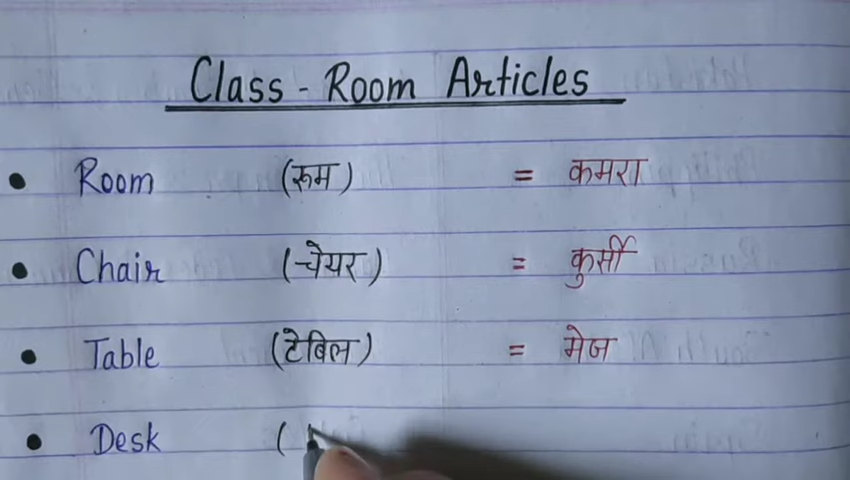 Class - Room Articles
• Room (रूम) = कमरा
• Chair (चेयर) = कुर्सी
• Table (टेबिल) = मेज
• Desk (